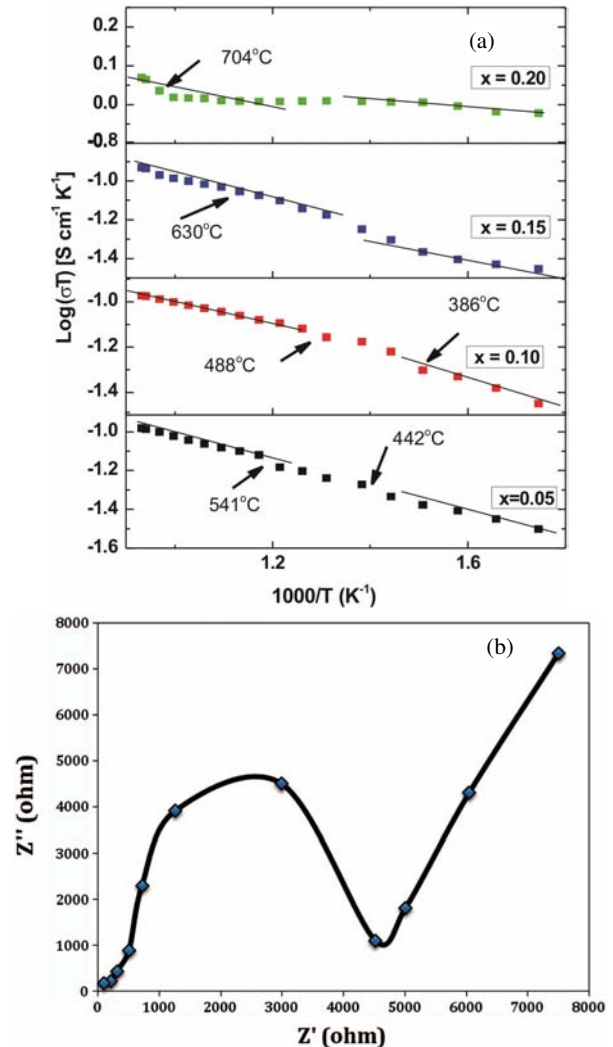 (a)
0.2
704°C
0.1
x = 0.20
0.0
-0.8
-1.0
630°C
-1.2
x = 0.15
-1.4
Log(σT) [S cm⁻¹ K⁻¹]
-1.0
386°C
-1.2
488°C
x = 0.10
-1.4
-1.0
442°C
-1.2
541°C
x=0.05
-1.4
-1.6
1.2 1.6
1000/T (K⁻¹)
(b)
8000
7000
6000
5000
4000
3000
2000
1000
0
Z'' (ohm)
0 1000 2000 3000 4000 5000 6000 7000 8000
Z' (ohm)